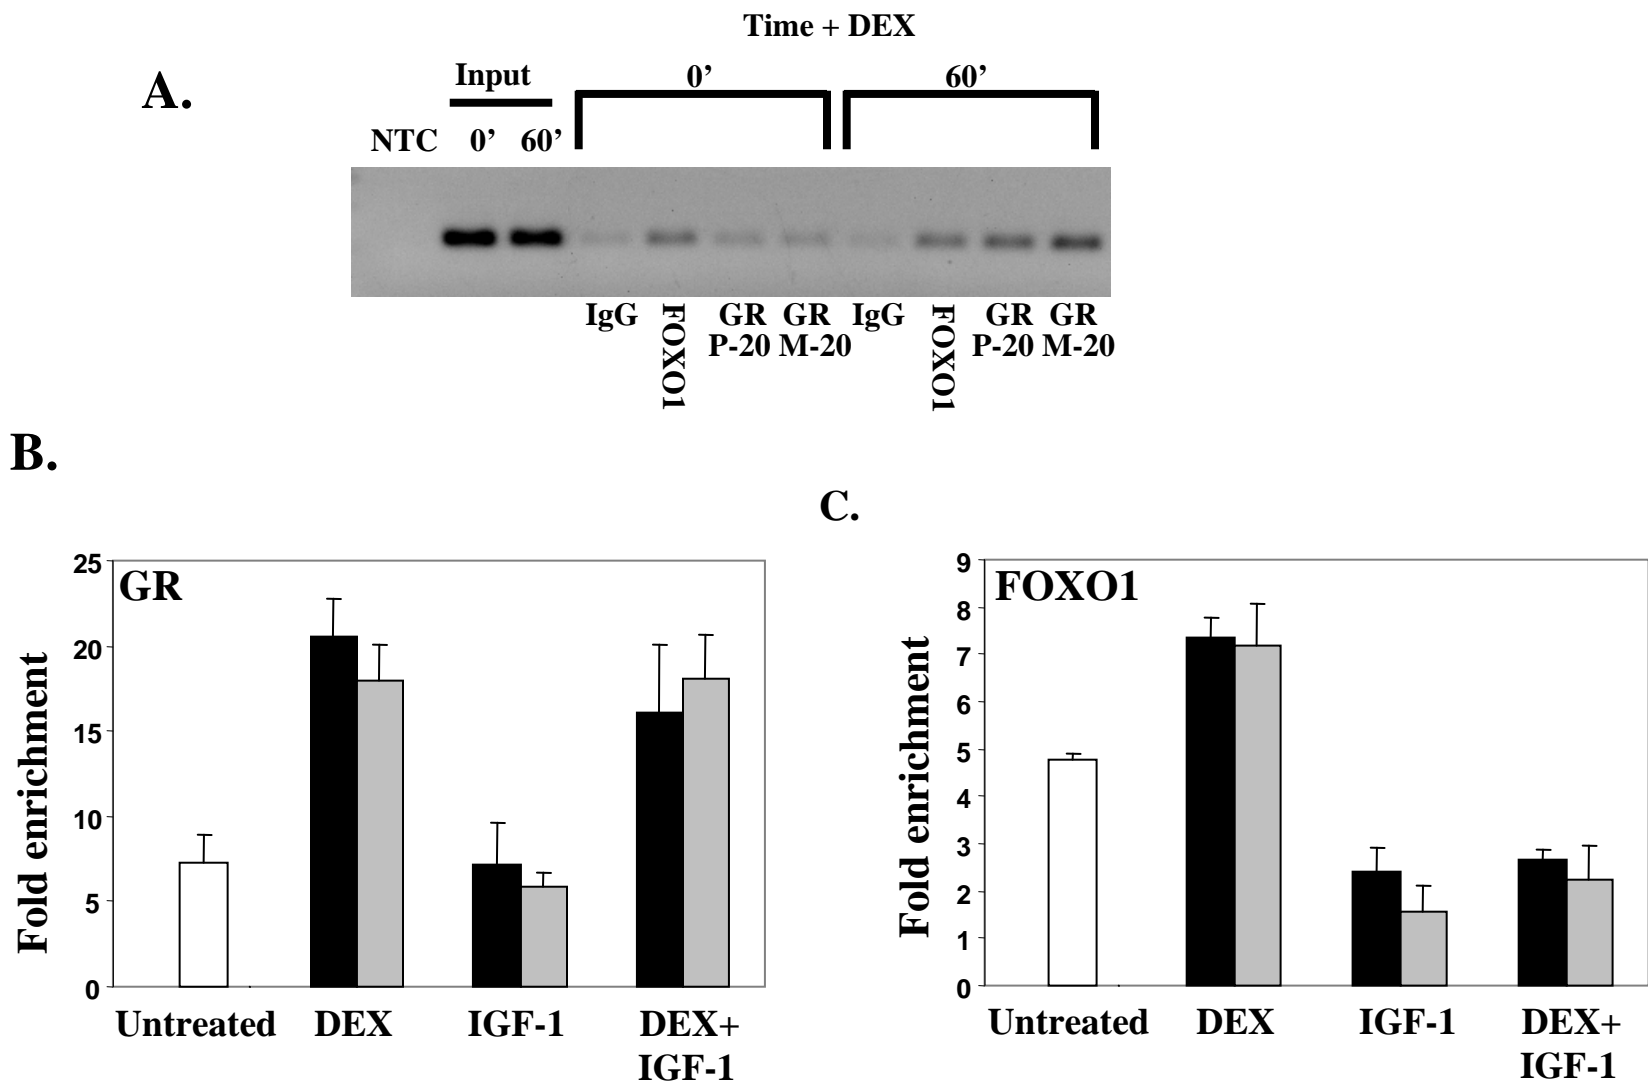 Time + DEX
A.
Input
0’
60’
NTC 0’ 60’
IgG FOXO1 GR GR IgG FOXO1 GR GR
P-20 M-20 P-20 M-20
B.
C.
GR
Fold enrichment
25
20
15
10
5
0
Untreated DEX IGF-1 DEX+
IGF-1
FOXO1
Fold enrichment
9
8
7
6
5
4
3
2
1
0
Untreated DEX IGF-1 DEX+
IGF-1